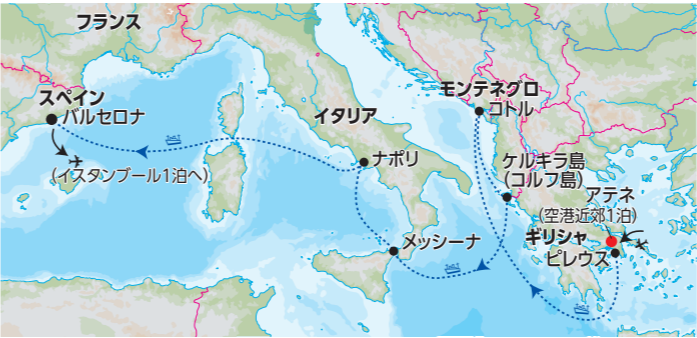 フランス
スペイン
バルセロナ
(イスタンブール1泊へ)
イタリア
ナポリ
メッシーナ
モンテネグロ
コトル
ケルキラ島
(コルフ島)
アテネ
(空港近郊1泊)
ギリシャ
ピレウス